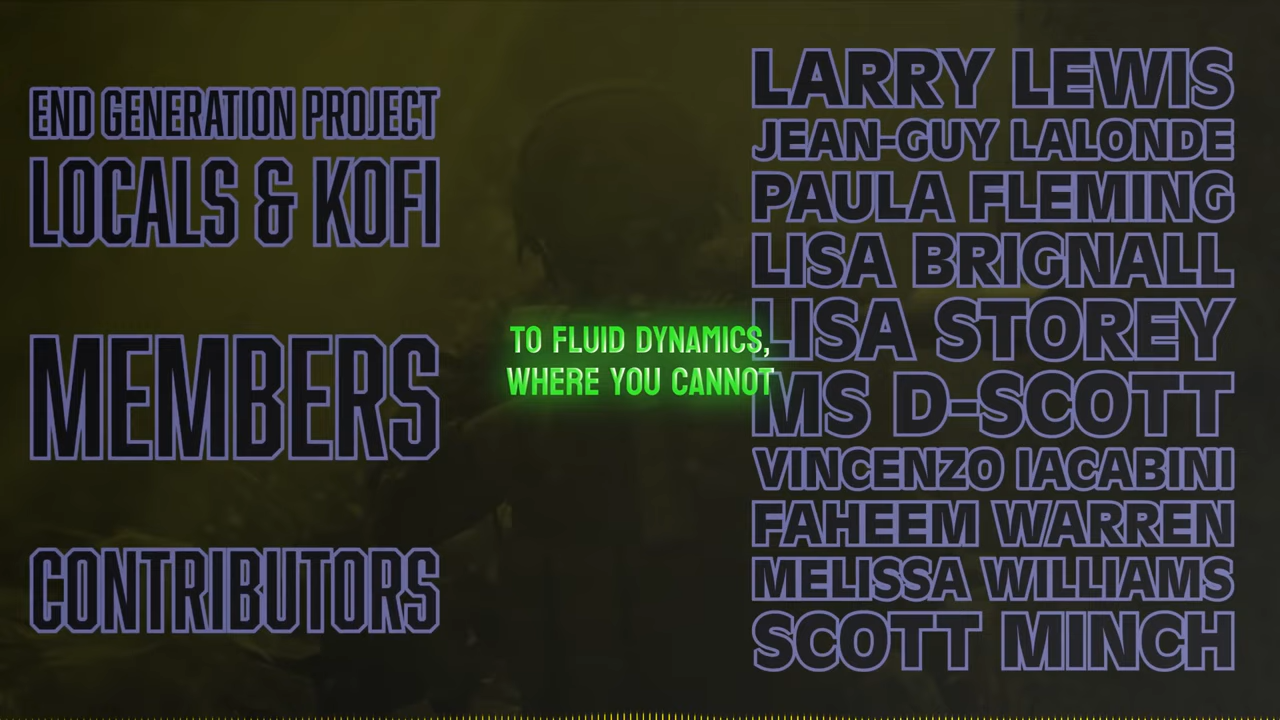 END GENERATION PROJECT
LOCALS & KOFI
MEMBERS
CONTRIBUTORS
TO FLUID DYNAMICS,
WHERE YOU CANNOT
LARRY LEWIS
JEAN-GUY LALONDE
PAULA FLEMING
LISA BRIGNALL
LISA STOREY
MS D-SCOTT
VINCENZO IACABINI
FAHEEM WARREN
MELISSA WILLIAMS
SCOTT MINCH